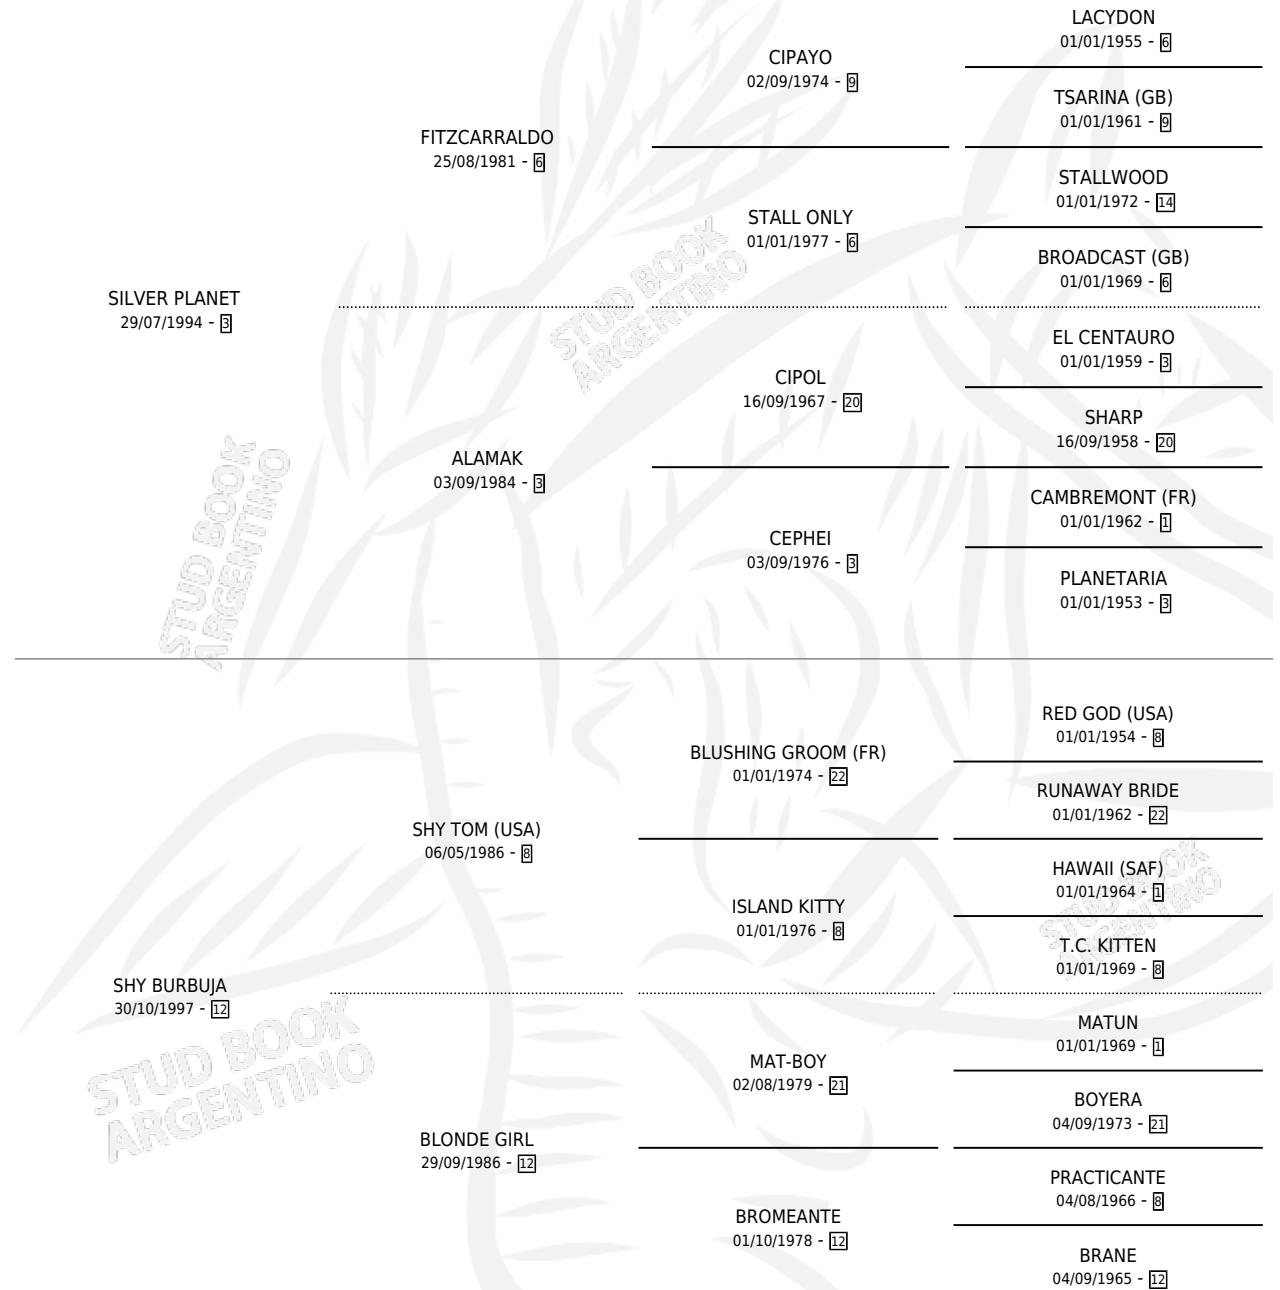 LACYDON
01/01/1955 - 6
CIPAYO
02/09/1974 - 9
TSARINA (GB)
01/01/1961 - 9
FITZCARRALDO
25/08/1981 - 6
STALLWOOD
01/01/1972 - 14
STALL ONLY
01/01/1977 - 6
BROADCAST (GB)
01/01/1969 - 6
STUD BOOK
ARGENTINO
SILVER PLANET
29/07/1994 - 3
EL CENTAURO
01/01/1959 - 3
CIPOL
16/09/1967 - 20
SHARP
16/09/1958 - 20
ALAMAK
03/09/1984 - 3
STUD BOOK
ARGENTINO
CAMBREMONT (FR)
01/01/1962 - 1
CEPHEI
03/09/1976 - 3
PLANETARIA
01/01/1953 - 3
RED GOD (USA)
01/01/1954 - 8
BLUSHING GROOM (FR)
01/01/1974 - 22
RUNAWAY BRIDE
01/01/1962 - 22
SHY TOM (USA)
06/05/1986 - 8
HAWAII (SAF)
01/01/1964 - 1
STUD BOOK
ARGENTINO
ISLAND KITTY
01/01/1976 - 8
T.C. KITTEN
01/01/1969 - 8
SHY BURBUJA
30/10/1997 - 12
STUD BOOK
ARGENTINO
MATUN
01/01/1969 - 1
MAT-BOY
02/08/1979 - 21
BOYERA
04/09/1973 - 21
BLONDE GIRL
29/09/1986 - 12
PRACTICANTE
04/08/1966 - 8
BROMEANTE
01/10/1978 - 12
BRANE
04/09/1965 - 12